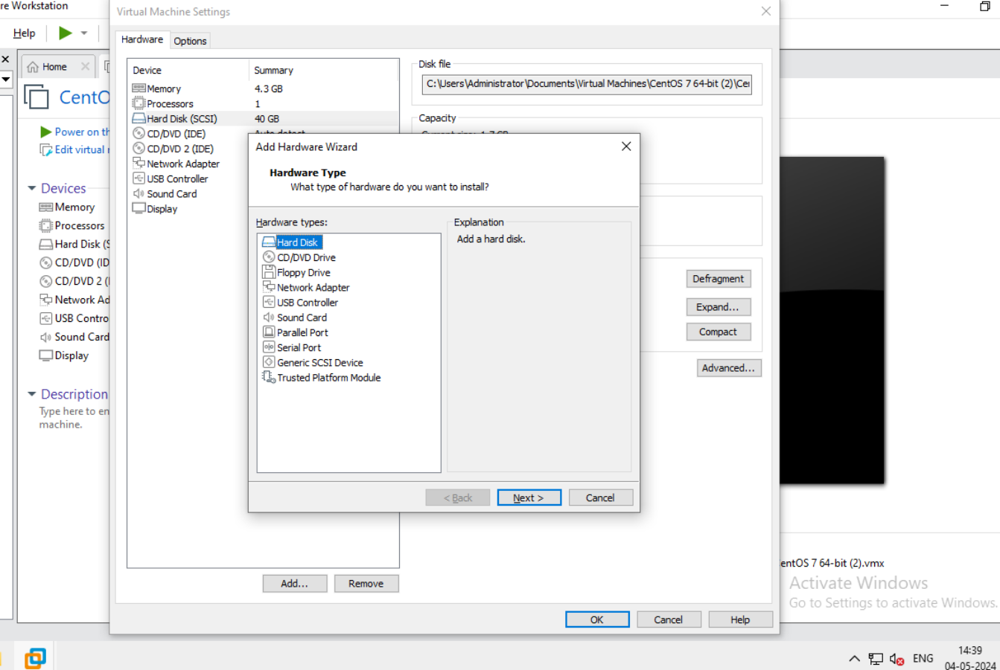 re Workstation
Help
Home
CentO
Power on th
Edit virtual
Devices
Memory
Processors
Hard Disk (S
CD/DVD (ID
CD/DVD 2 (I
Network Ad
USB Contro
Sound Card
Display
Description
Type here to en
machine.
Virtual Machine Settings
Hardware
Options
Device Summary
Memory 4.3 GB
Processors 1
Hard Disk (SCSI) 40 GB
CD/DVD (IDE) Auto detect
CD/DVD 2 (IDE)
Network Adapter
USB Controller
Sound Card
Display
Add...
Remove
Disk file
C:\Users\Administrator\Documents\Virtual Machines\CentOS 7 64-bit (2)\Cei
Capacity
Current size: 1.7 GB
Defragment
Expand...
Compact
Advanced...
OK
Cancel
Help
Add Hardware Wizard
Hardware Type
What type of hardware do you want to install?
Hardware types:
Hard Disk
CD/DVD Drive
Floppy Drive
Network Adapter
USB Controller
Sound Card
Parallel Port
Serial Port
Generic SCSI Device
Trusted Platform Module
Explanation
Add a hard disk.
< Back
Next >
Cancel
entOS 7 64-bit (2).vmx
Activate Windows
Go to Settings to activate Windows.
ENG
14:39
04-05-2024